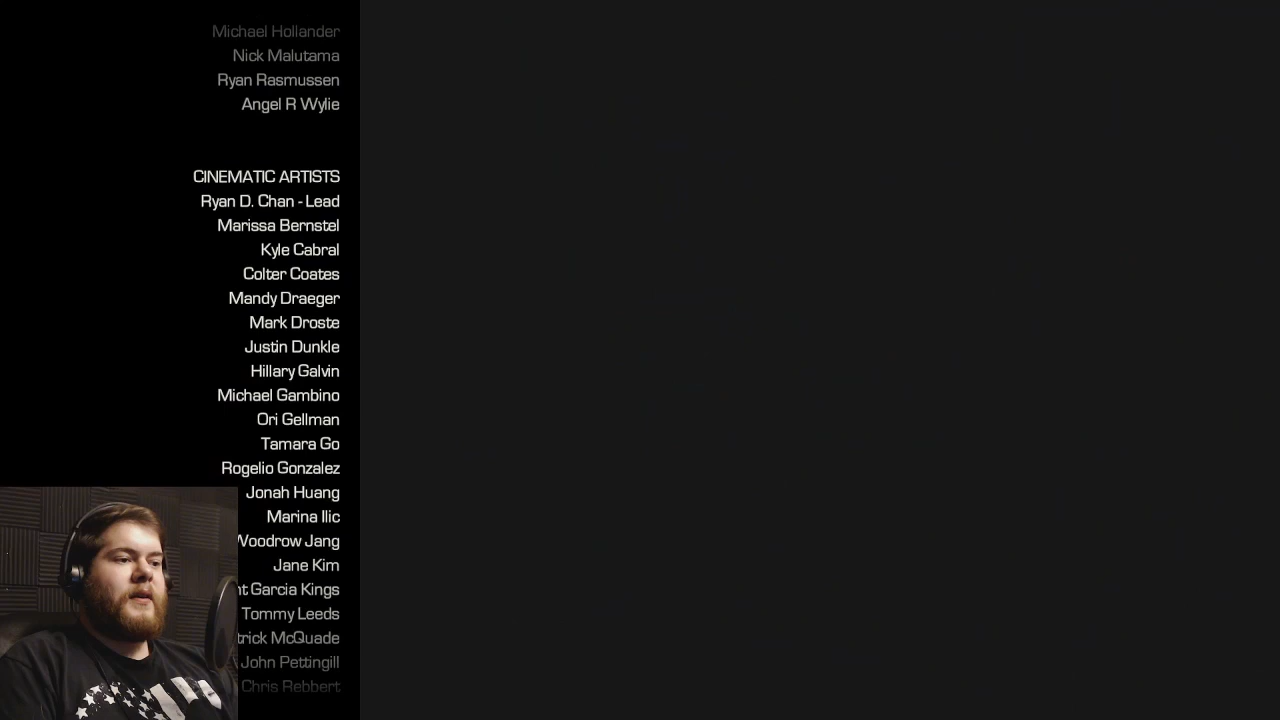 Michael Hollander
Nick Malutama
Ryan Rasmussen
Angel R Wylie
CINEMATIC ARTISTS
Ryan D. Chan - Lead
Marissa Bernstel
Kyle Cabral
Colter Coates
Mandy Draeger
Mark Droste
Justin Dunkle
Hillary Galvin
Michael Gambino
Ori Gellman
Tamara Go
Rogelio Gonzalez
Jonah Huang
Marina Ilic
Woodrow Jang
Jane Kim
Garcia Kings
Tommy Leeds
McQuade
John Pettingill
Chris Rebbert